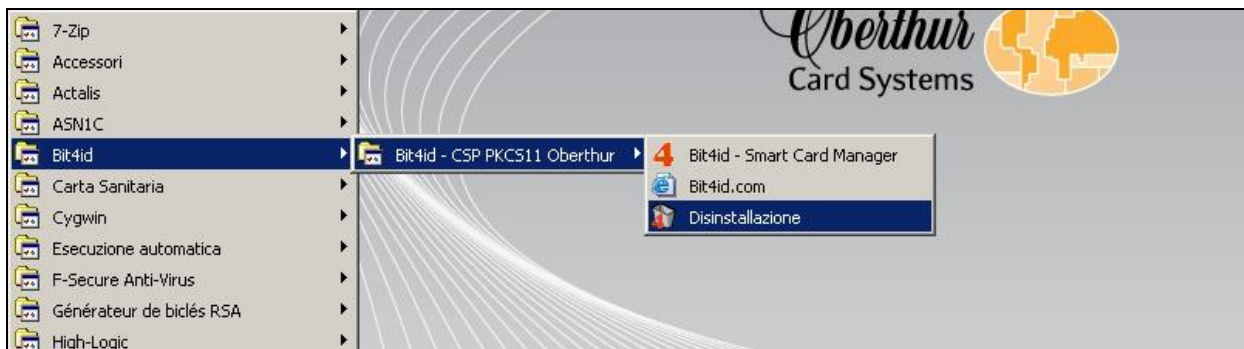 Oberthur
Card Systems
7-Zip
Accessori
Actalis
ASN1C
Bit4id
Carta Sanitaria
Cygwin
Esecuzione automatica
F-Secure Anti-Virus
Générateur de biclés RSA
High-Logic
Bit4id - CSP PKCS11 Oberthur
4 Bit4id - Smart Card Manager
Bit4id.com
Disinstallazione